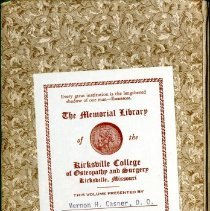 Every great institution is the lengthened
shadow of one man.—Emerson.
The Memorial Library
of the
Kirksville College
of Osteopathy and Surgery
Kirksville, Missouri
THIS VOLUME PRESENTED BY
Vernon H. Casner, D. O.